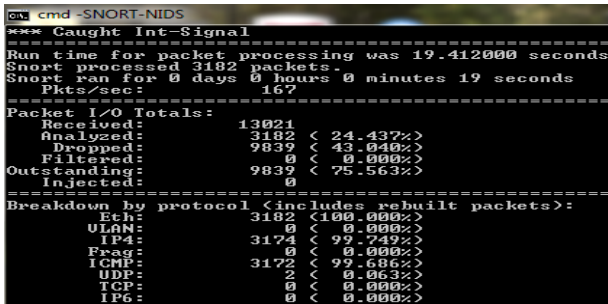 cmd -SNORT-NIDS
*** Caught Int-Signal
Run time for packet processing was 19.412000 seconds
Snort processed 3182 packets.
Snort ran for 0 days 0 hours 0 minutes 19 seconds
Pkts/sec: 167
Packet I/O Totals:
Received: 13021
Analyzed: 3182 ( 24.437%)
Dropped: 9839 ( 43.040%)
Filtered: 0 ( 0.000%)
Outstanding: 9839 ( 75.563%)
Injected: 0
Breakdown by protocol (includes rebuilt packets):
Eth: 3182 (100.000%)
VLAN: 0 ( 0.000%)
IP4: 3174 ( 99.749%)
Frag: 0 ( 0.000%)
ICMP: 3172 ( 99.686%)
UDP: 2 ( 0.063%)
TCP: 0 ( 0.000%)
IP6: 0 ( 0.000%)